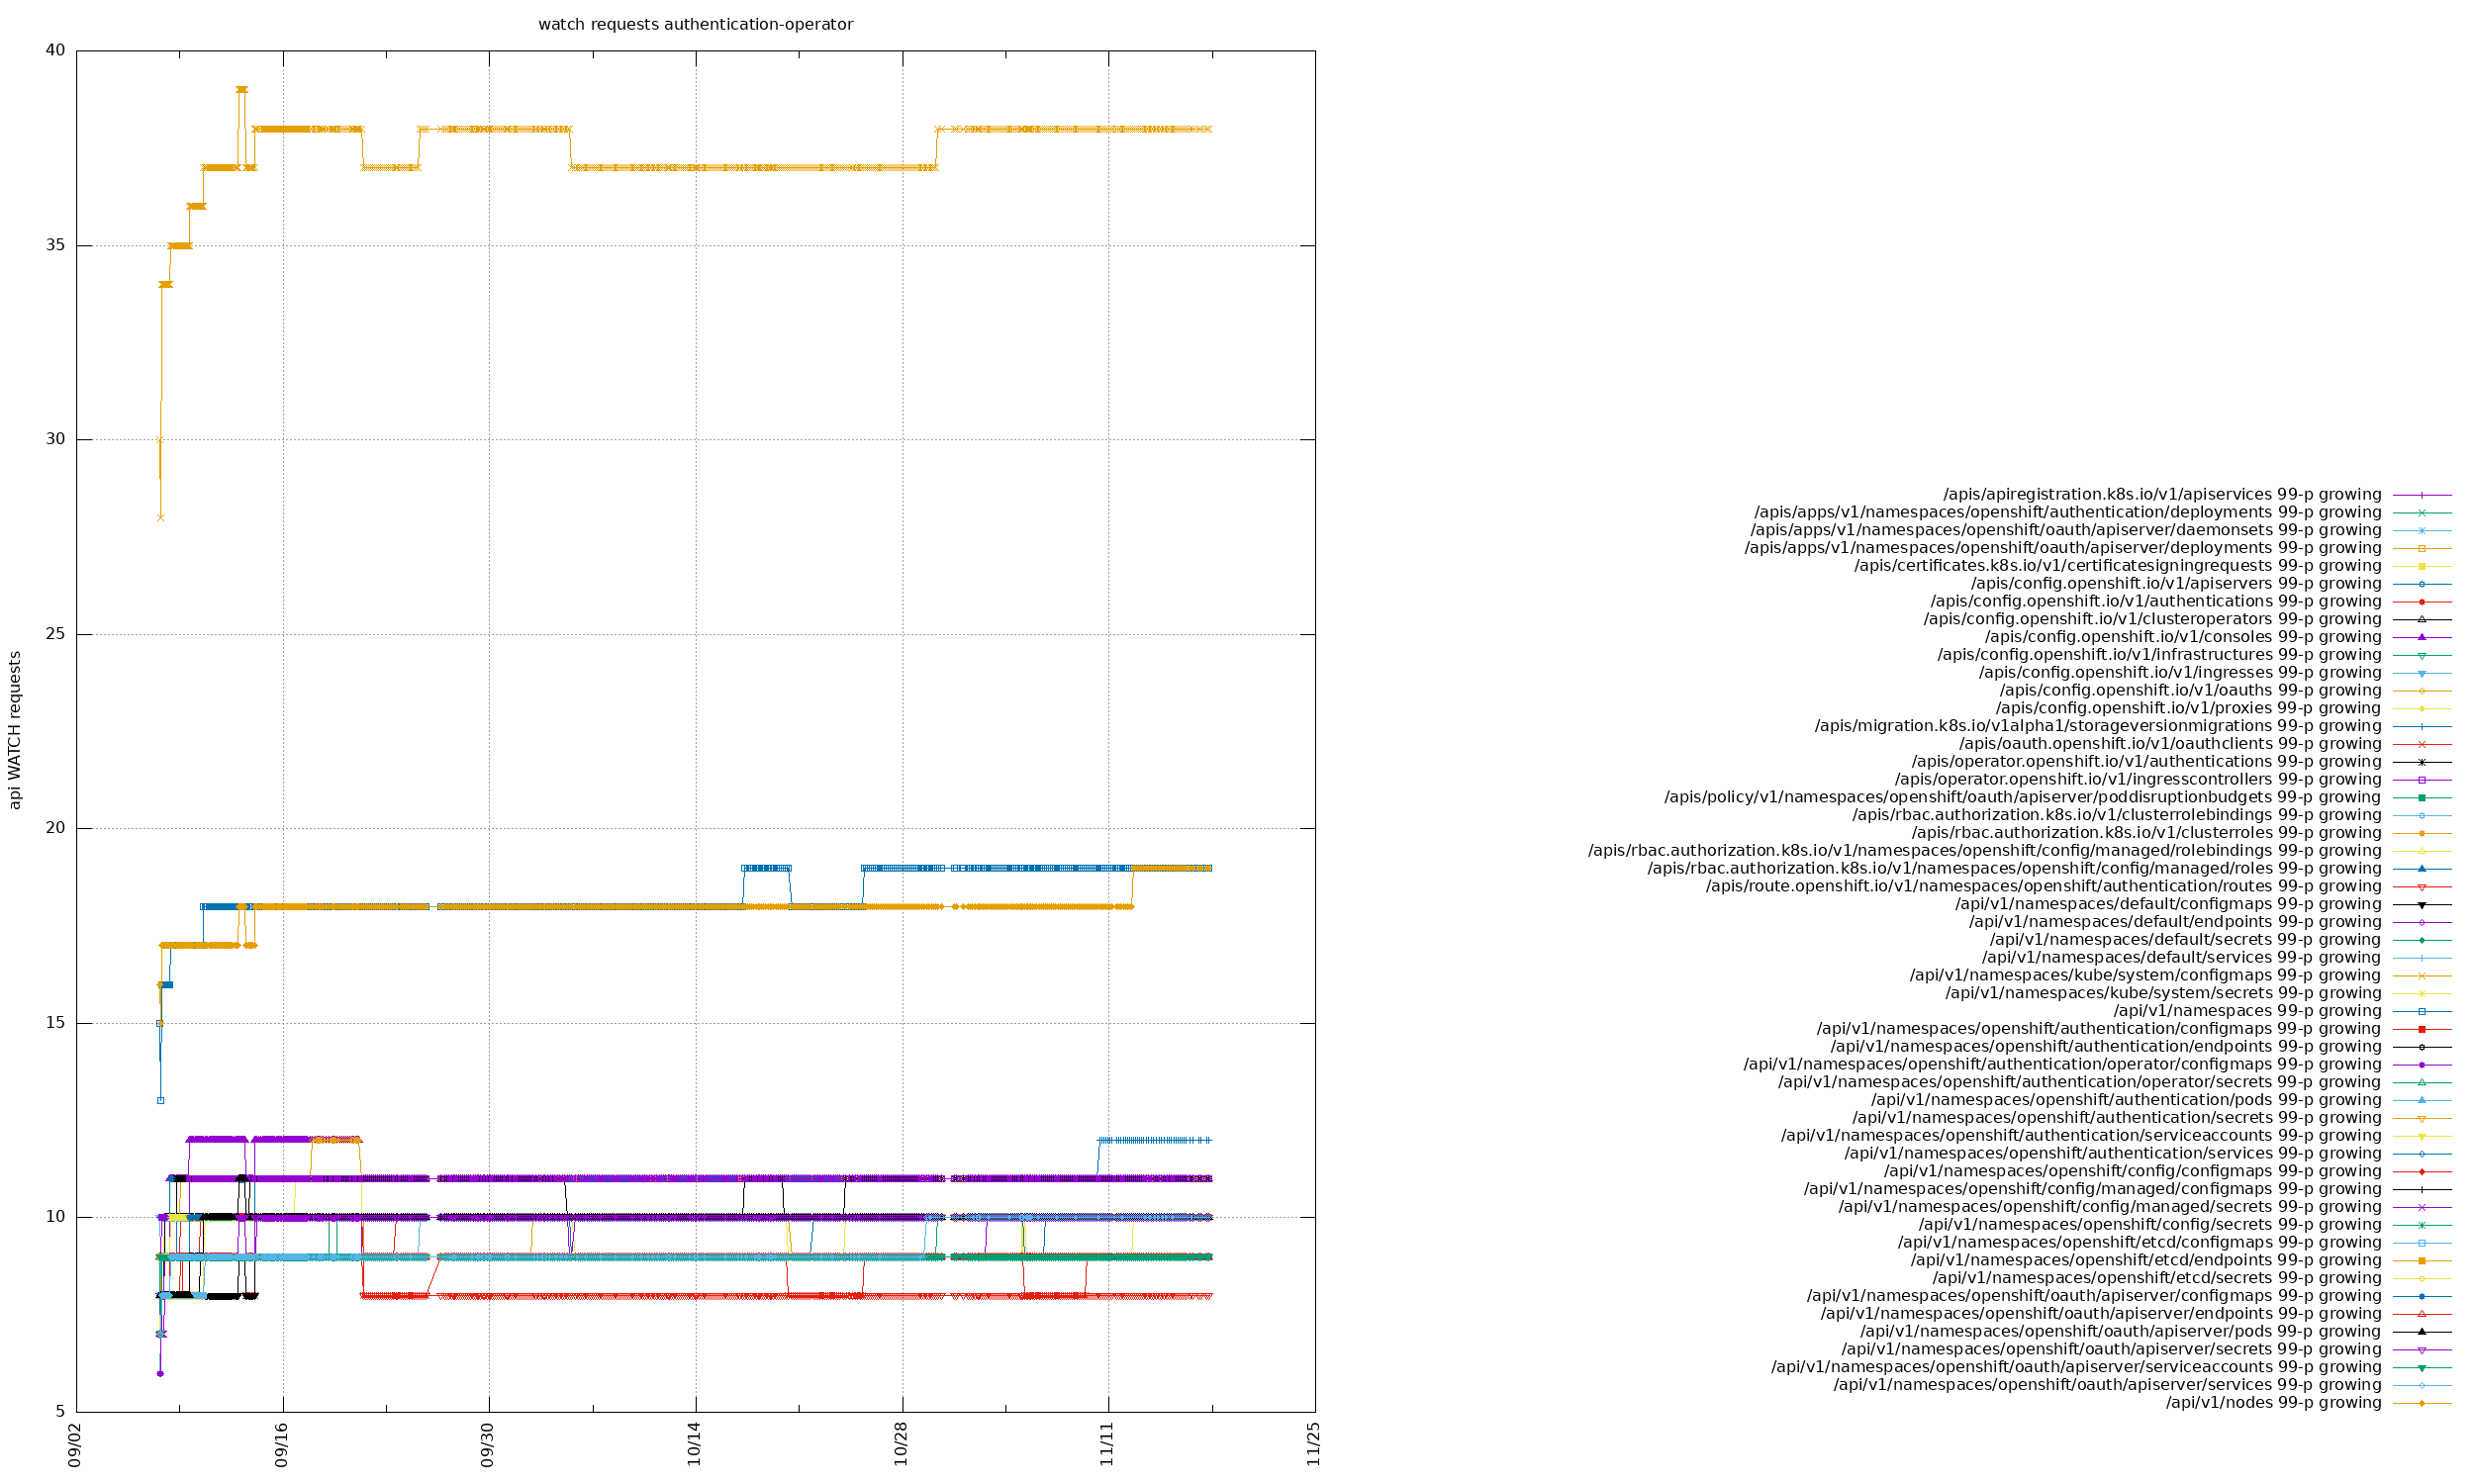 watch requests authentication-operator
40
35
30
25
20
15
10
5
api WATCH requests
09/02
09/16
09/30
10/14
10/28
11/11
11/25
/apis/apiregistration.k8s.io/v1/apiservices 99-p growing
/apis/apps/v1/namespaces/openshift/authentication/deployments 99-p growing
/apis/apps/v1/namespaces/openshift/oauth/apiserver/daemonsets 99-p growing
/apis/apps/v1/namespaces/openshift/oauth/apiserver/deployments 99-p growing
/apis/certificates.k8s.io/v1/certificatesigningrequests 99-p growing
/apis/config.openshift.io/v1/apiservers 99-p growing
/apis/config.openshift.io/v1/authentications 99-p growing
/apis/config.openshift.io/v1/clusteroperators 99-p growing
/apis/config.openshift.io/v1/consoles 99-p growing
/apis/config.openshift.io/v1/infrastructures 99-p growing
/apis/config.openshift.io/v1/ingresses 99-p growing
/apis/config.openshift.io/v1/oauths 99-p growing
/apis/config.openshift.io/v1/proxies 99-p growing
/apis/migration.k8s.io/v1alpha1/storageversionmigrations 99-p growing
/apis/oauth.openshift.io/v1/oauthclients 99-p growing
/apis/operator.openshift.io/v1/authentications 99-p growing
/apis/operator.openshift.io/v1/ingresscontrollers 99-p growing
/apis/policy/v1/namespaces/openshift/oauth/apiserver/poddisruptionbudgets 99-p growing
/apis/rbac.authorization.k8s.io/v1/clusterrolebindings 99-p growing
/apis/rbac.authorization.k8s.io/v1/clusterroles 99-p growing
/apis/rbac.authorization.k8s.io/v1/namespaces/openshift/config/managed/rolebindings 99-p growing
/apis/rbac.authorization.k8s.io/v1/namespaces/openshift/config/managed/roles 99-p growing
/apis/route.openshift.io/v1/namespaces/openshift/authentication/routes 99-p growing
/api/v1/namespaces/default/configmaps 99-p growing
/api/v1/namespaces/default/endpoints 99-p growing
/api/v1/namespaces/default/secrets 99-p growing
/api/v1/namespaces/default/services 99-p growing
/api/v1/namespaces/kube/system/configmaps 99-p growing
/api/v1/namespaces/kube/system/secrets 99-p growing
/api/v1/namespaces 99-p growing
/api/v1/namespaces/openshift/authentication/configmaps 99-p growing
/api/v1/namespaces/openshift/authentication/endpoints 99-p growing
/api/v1/namespaces/openshift/authentication/operator/configmaps 99-p growing
/api/v1/namespaces/openshift/authentication/operator/secrets 99-p growing
/api/v1/namespaces/openshift/authentication/pods 99-p growing
/api/v1/namespaces/openshift/authentication/secrets 99-p growing
/api/v1/namespaces/openshift/authentication/serviceaccounts 99-p growing
/api/v1/namespaces/openshift/authentication/services 99-p growing
/api/v1/namespaces/openshift/config/configmaps 99-p growing
/api/v1/namespaces/openshift/config/managed/configmaps 99-p growing
/api/v1/namespaces/openshift/config/managed/secrets 99-p growing
/api/v1/namespaces/openshift/config/secrets 99-p growing
/api/v1/namespaces/openshift/etcd/configmaps 99-p growing
/api/v1/namespaces/openshift/etcd/endpoints 99-p growing
/api/v1/namespaces/openshift/etcd/secrets 99-p growing
/api/v1/namespaces/openshift/oauth/apiserver/configmaps 99-p growing
/api/v1/namespaces/openshift/oauth/apiserver/endpoints 99-p growing
/api/v1/namespaces/openshift/oauth/apiserver/pods 99-p growing
/api/v1/namespaces/openshift/oauth/apiserver/secrets 99-p growing
/api/v1/namespaces/openshift/oauth/apiserver/serviceaccounts 99-p growing
/api/v1/namespaces/openshift/oauth/apiserver/services 99-p growing
/api/v1/nodes 99-p growing